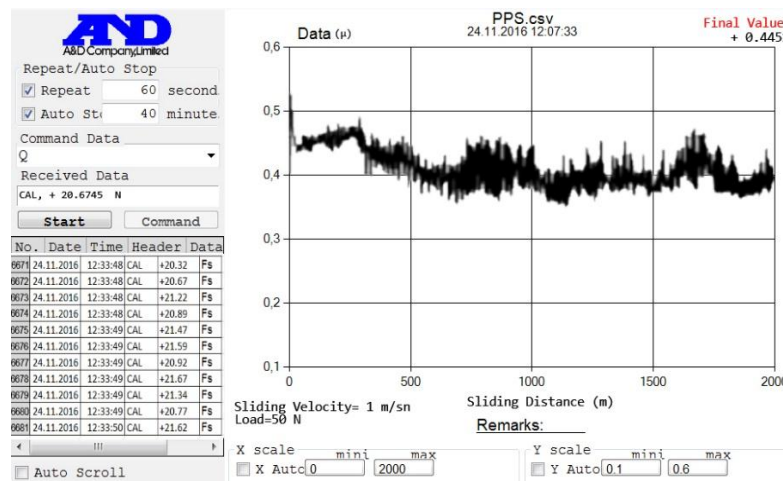 AND
A&D Company,Limited
Repeat/Auto Stop
Repeat 60 second
Auto Sto 40 minute
Command Data
Q
Received Data
CAL, + 20.6745 N
Start Command
No. Date Time Header Data
6671 24.11.2016 12:33:48 CAL +20.32 Fs
6672 24.11.2016 12:33:48 CAL +20.67 Fs
6673 24.11.2016 12:33:48 CAL +21.22 Fs
6674 24.11.2016 12:33:48 CAL +20.89 Fs
6675 24.11.2016 12:33:49 CAL +21.47 Fs
6676 24.11.2016 12:33:49 CAL +21.59 Fs
6677 24.11.2016 12:33:49 CAL +20.92 Fs
6678 24.11.2016 12:33:49 CAL +21.67 Fs
6679 24.11.2016 12:33:49 CAL +21.34 Fs
6680 24.11.2016 12:33:49 CAL +20.77 Fs
6681 24.11.2016 12:33:50 CAL +21.62 Fs
Auto Scroll
PPS.csv
24.11.2016 12:07:33
Data (μ)
Final Value
+ 0.445
0,6
0,5
0,4
0,3
0,2
0,1
0 500 1000 1500 2000
Sliding Distance (m)
Sliding Velocity= 1 m/sn
Load=50 N
Remarks:
X scale mini max
X Auto 0 2000
Y scale mini max
Y Auto 0.1 0.6